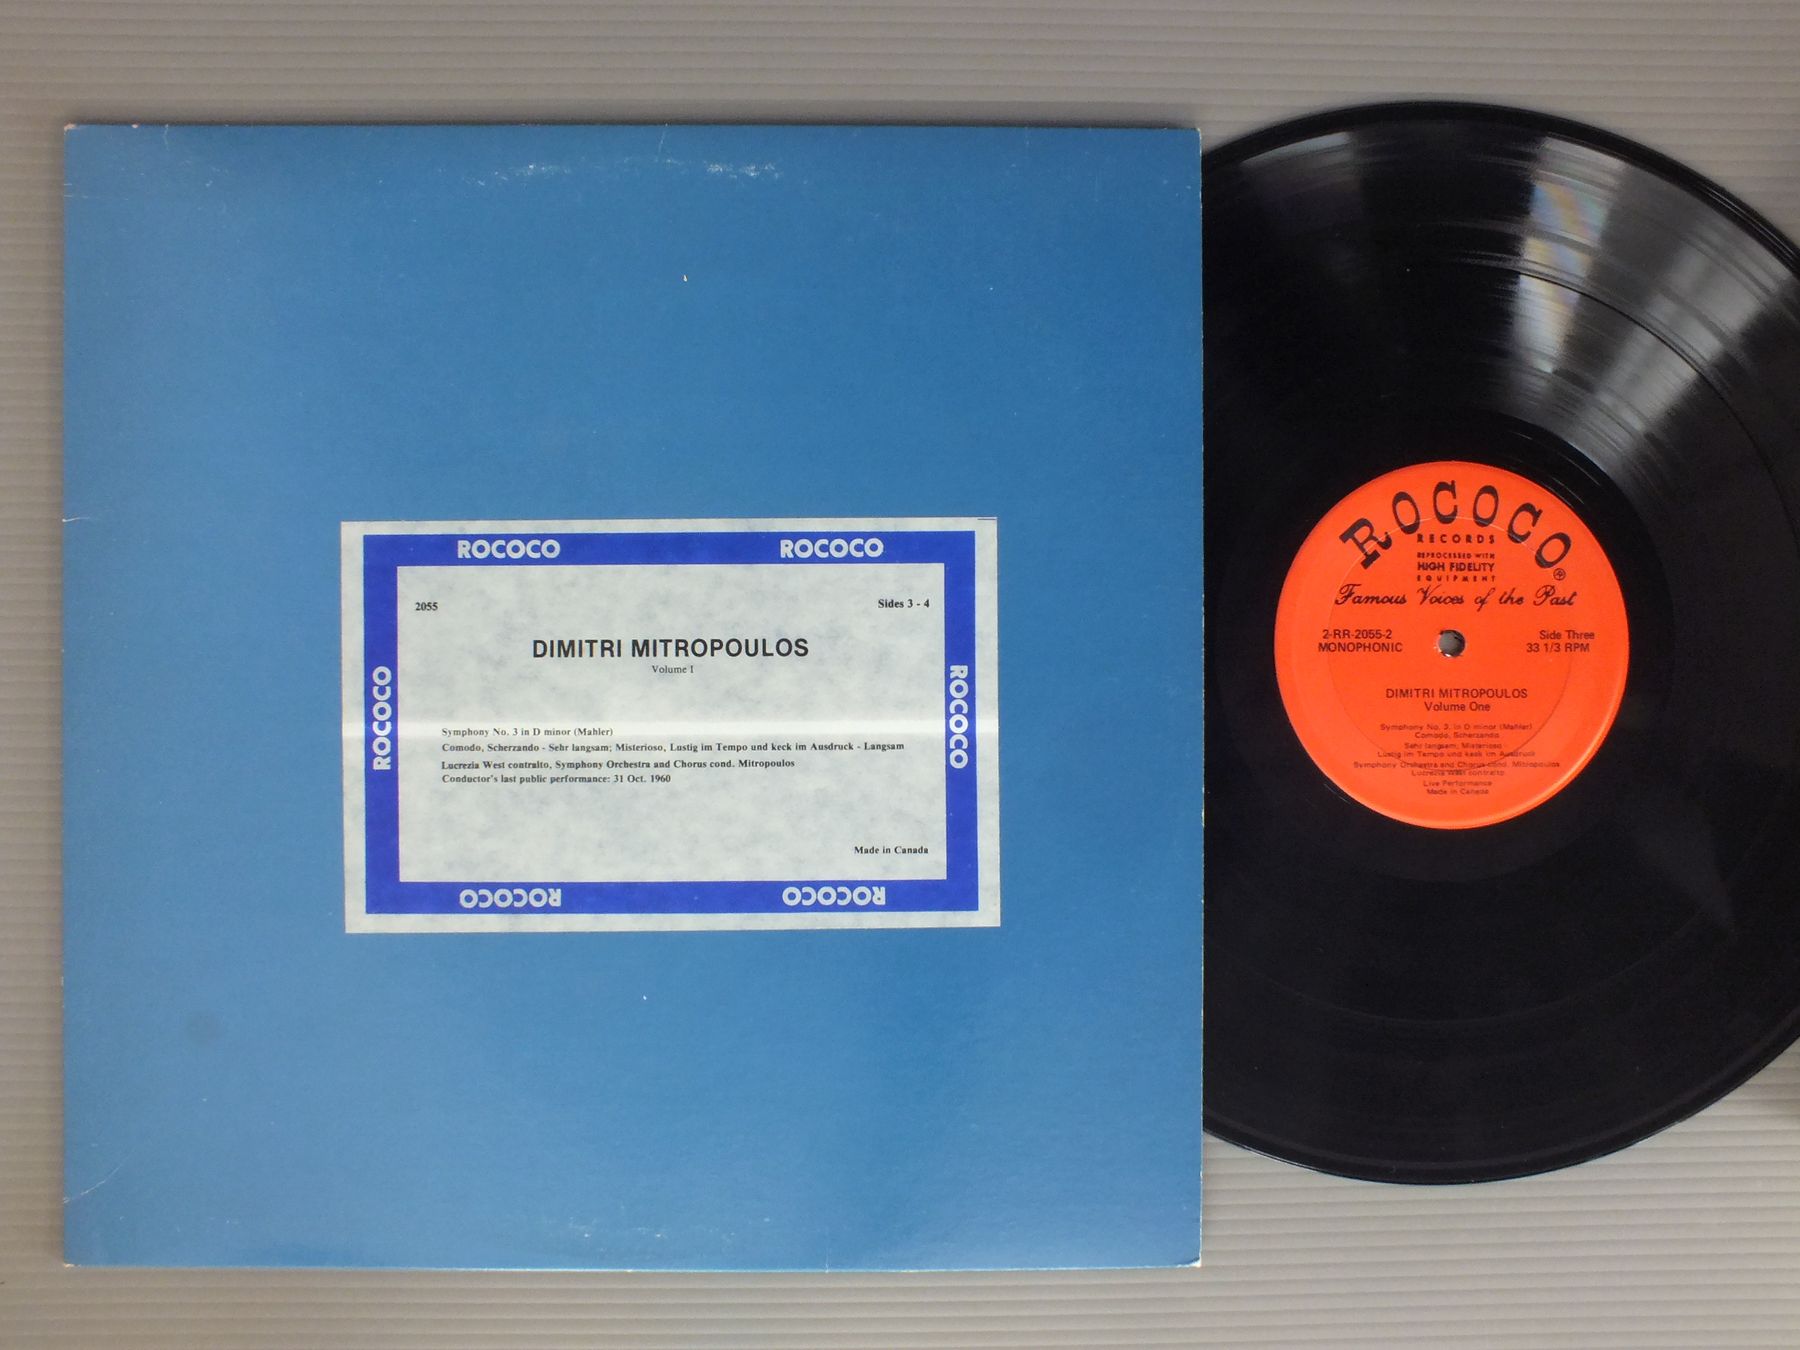 ROCOCO ROCOCO
2055 Sides 3 - 4
DIMITRI MITROPOULOS
Volume I
Symphony No. 3 in D minor (Mahler)
Comodo, Scherzando - Sehr langsam; Misterioso, Lustig im Tempo und keck im Ausdruck - Langsam
Lucrezia West contralto, Symphony Orchestra and Chorus cond. Mitropoulos
Conductor's last public performance: 31 Oct. 1960
Made in Canada
ROCOCO
ROCOCO
ROCOCO ROCOCO
ROCOCO
RECORDS
REPROCESSED WITH
HIGH FIDELITY
EQUIPMENT
Famous Voices of the Past
2-RR-2055-2 Side Three
MONOPHONIC 33 1/3 RPM
DIMITRI MITROPOULOS
Volume One
Symphony No. 3, in D minor (Mahler)
Comodo, Scherzando
Sehr langsam; Misterioso -
Lustig im Tempo und keck im Ausdruck
Symphony Orchestra and Chorus cond. Mitropoulos
Lucrezia West contralto
Live Performance
Made in Canada